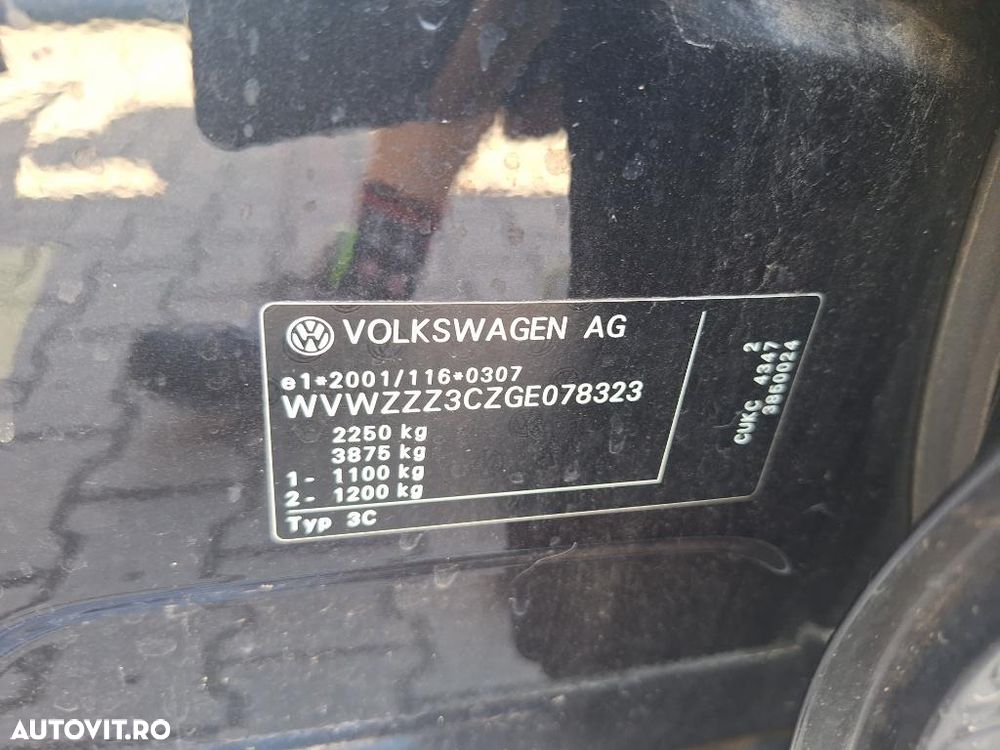 VOLKSWAGEN AG
e1*2001/116*0307
WVWZZZ3CZGE078323
2250 kg
3875 kg
1- 1100 kg
2- 1200 kg
Typ 3C
2
CUKC 4347
3860024
AUTOVIT.RO